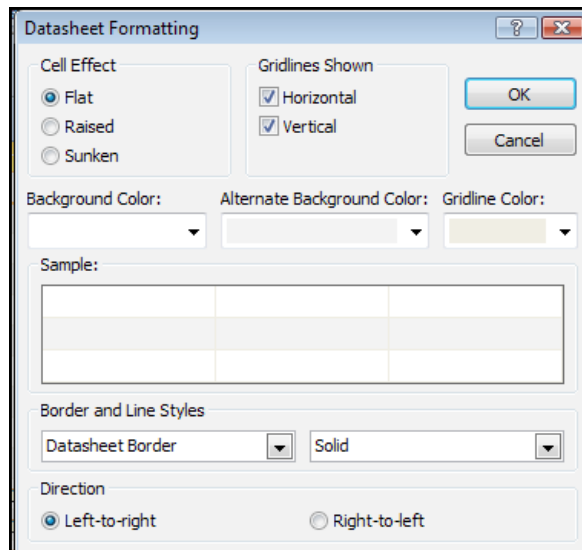 Datasheet Formatting
Cell Effect
Flat
Raised
Sunken
Gridlines Shown
Horizontal
Vertical
OK
Cancel
Background Color:
Alternate Background Color:
Gridline Color:
Sample:
Border and Line Styles
Datasheet Border
Solid
Direction
Left-to-right
Right-to-left